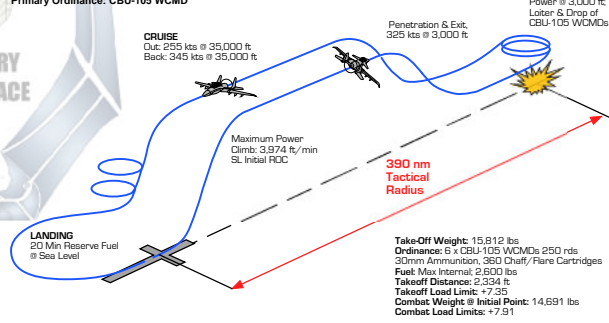 Primary Ordinance: CBU-105 WCMD
Power @ 3,000 ft;
Loiter & Drop of
CBU-105 WCMDs
Penetration & Exit,
325 kts @ 3,000 ft
CRUISE
Out: 255 kts @ 35,000 ft
Back: 345 kts @ 35,000 ft
RY
ACE
Maximum Power
Climb: 3,974 ft/min
SL Initial ROC
390 nm
Tactical
Radius
LANDING
20 Min Reserve Fuel
@ Sea Level
Take-Off Weight: 15,812 lbs
Ordinance: 6 x CBU-105 WCMDs 250 rds
30mm Ammunition, 360 Chaff/Flare Cartridges
Fuel: Max Internal; 2,600 lbs
Takeoff Distance: 2,334 ft
Takeoff Load Limit: +7.35
Combat Weight @ Initial Point: 14,691 lbs
Combat Load Limits: +7.91